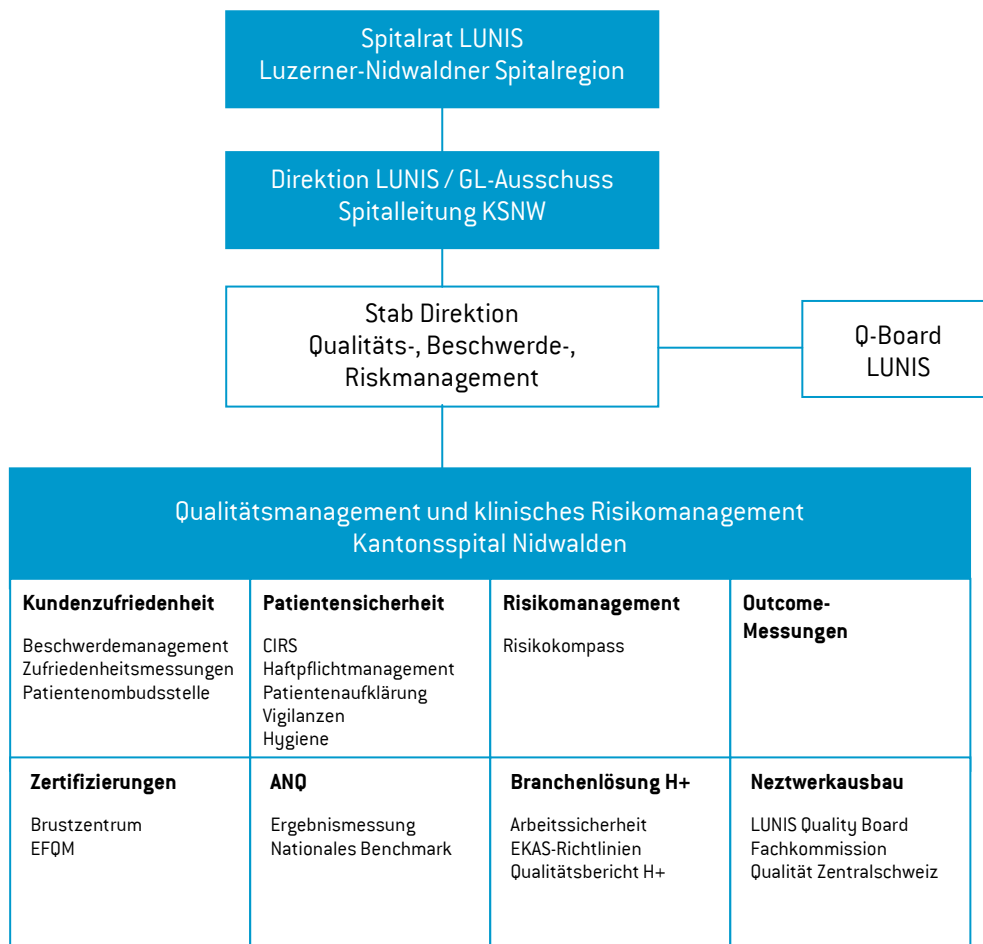 Spitalrat LUNIS
Luzerner-Nidwaldner Spitalregion
Direktion LUNIS / GL-Ausschuss
Spitalleitung KSNW
Stab Direktion
Qualitäts-, Beschwerde-,
Riskmanagement
Q-Board
LUNIS
Qualitätsmanagement und klinisches Risikomanagement
Kantonsspital Nidwalden
Kundenzufriedenheit
Beschwerdemanagement
Zufriedenheitsmessungen
Patientenombudsstelle
Patientensicherheit
CIRS
Haftpflichtmanagement
Patientenaufklärung
Vigilanzen
Hygiene
Risikomanagement
Risikokompass
Outcome-
Messungen
Zertifizierungen
Brustzentrum
EFQM
ANQ
Ergebnismessung
Nationales Benchmark
Branchenlösung H+
Arbeitssicherheit
EKAS-Richtlinien
Qualitätsbericht H+
Neztwerkausbau
LUNIS Quality Board
Fachkommission
Qualität Zentralschweiz